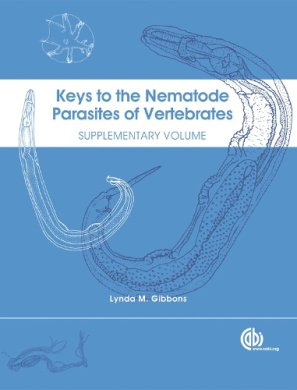 Keys to the Nematode
Parasites of Vertebrates
SUPPLEMENTARY VOLUME
Lynda M. Gibbons
cabi
www.cabi.org